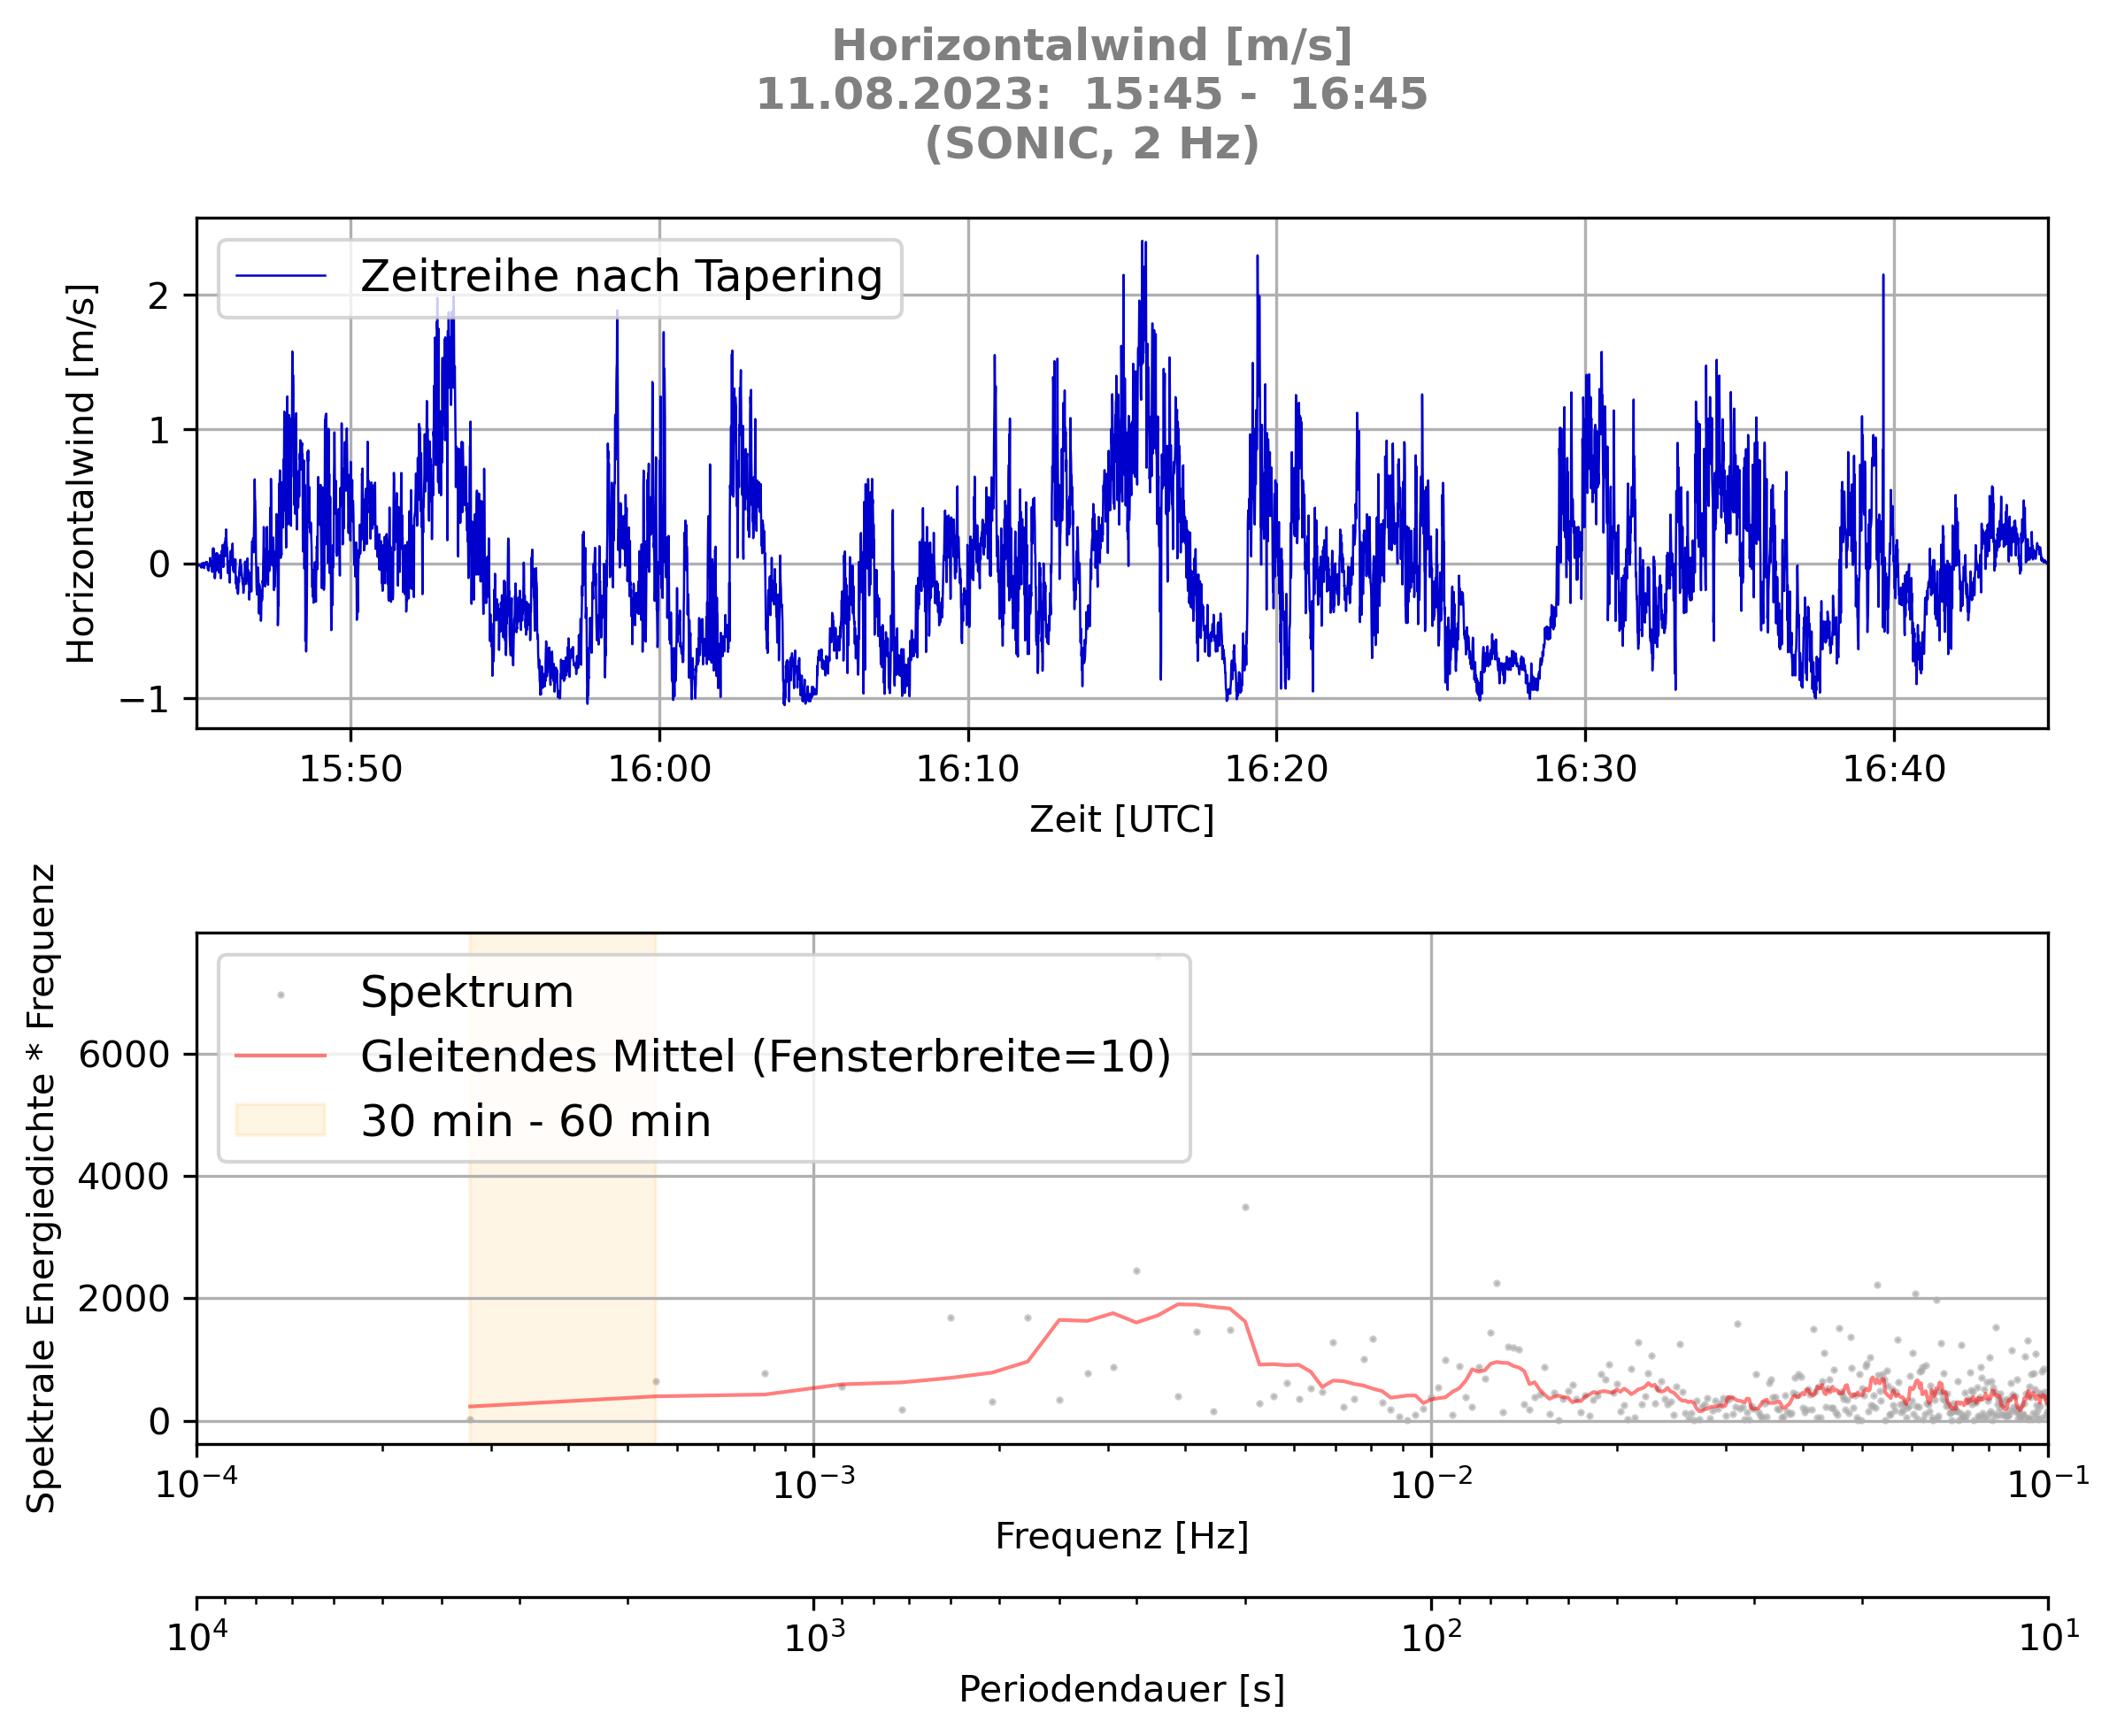 Horizontalwind [m/s]
11.08.2023:  15:45 -  16:45
(SONIC, 2 Hz)
Zeitreihe nach Tapering
Horizontalwind [m/s]
2
1
0
−1
15:50 16:00 16:10 16:20 16:30 16:40
Zeit [UTC]
Spektrum
Gleitendes Mittel (Fensterbreite=10)
30 min - 60 min
Spektrale Energiedichte * Frequenz
6000
4000
2000
0
10⁻⁴ 10⁻³ 10⁻² 10⁻¹
Frequenz [Hz]
10⁴ 10³ 10² 10¹
Periodendauer [s]